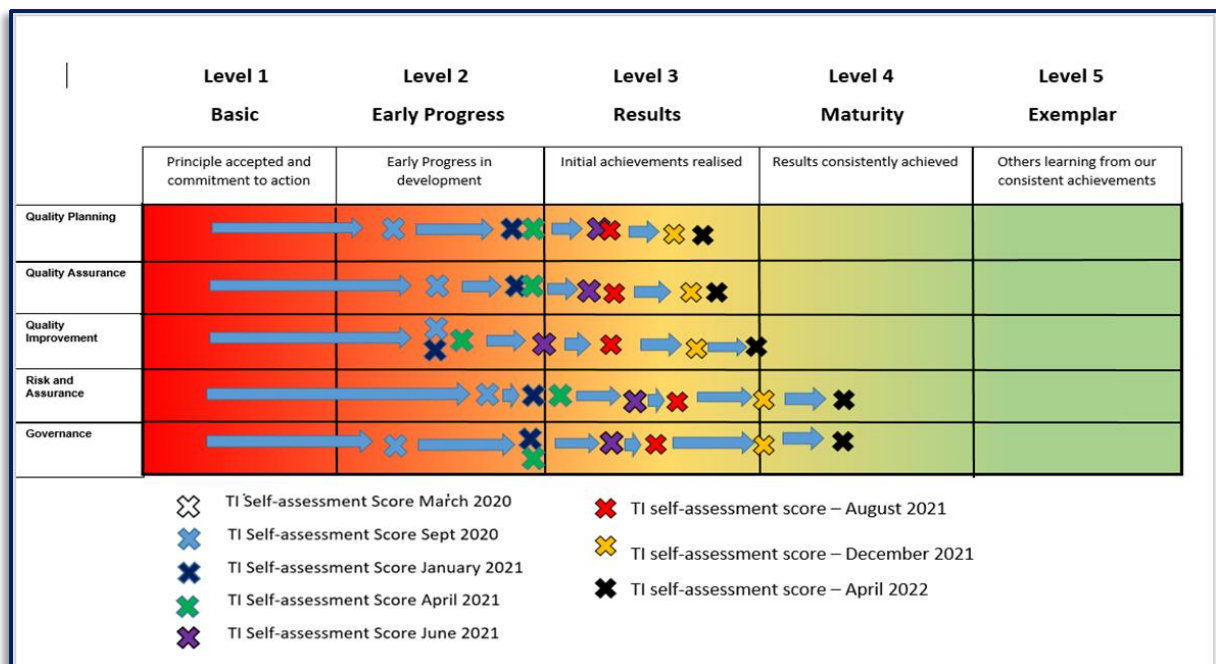 Level 1 Level 2 Level 3 Level 4 Level 5
Basic Early Progress Results Maturity Exemplar
Principle accepted and
commitment to action
Early Progress in
development
Initial achievements realised
Results consistently achieved
Others learning from our
consistent achievements
Quality Planning
Quality Assurance
Quality
Improvement
Risk and
Assurance
Governance
TI Self-assessment Score March 2020
TI Self-assessment Score Sept 2020
TI Self-assessment Score January 2021
TI Self-assessment Score April 2021
TI Self-assessment Score June 2021
TI self-assessment score – August 2021
TI self-assessment score – December 2021
TI self-assessment score – April 2022